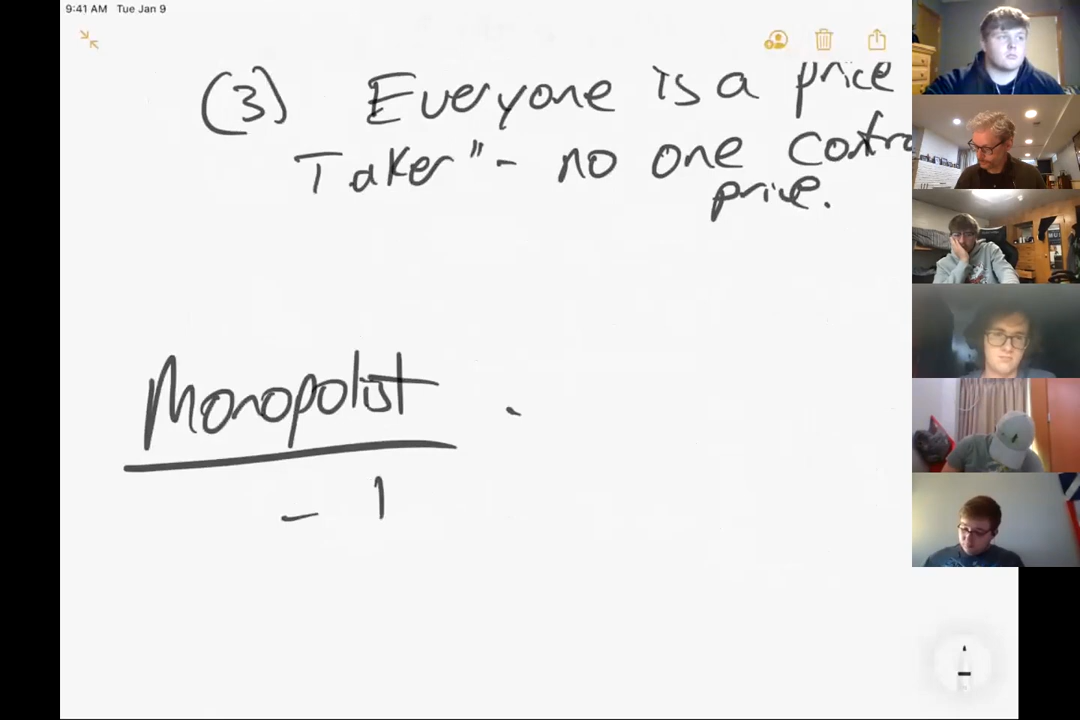 9:41 AM Tue Jan 9
(3) Everyone is a price
Taker" - no one contro
price.
Monopolist
- 1